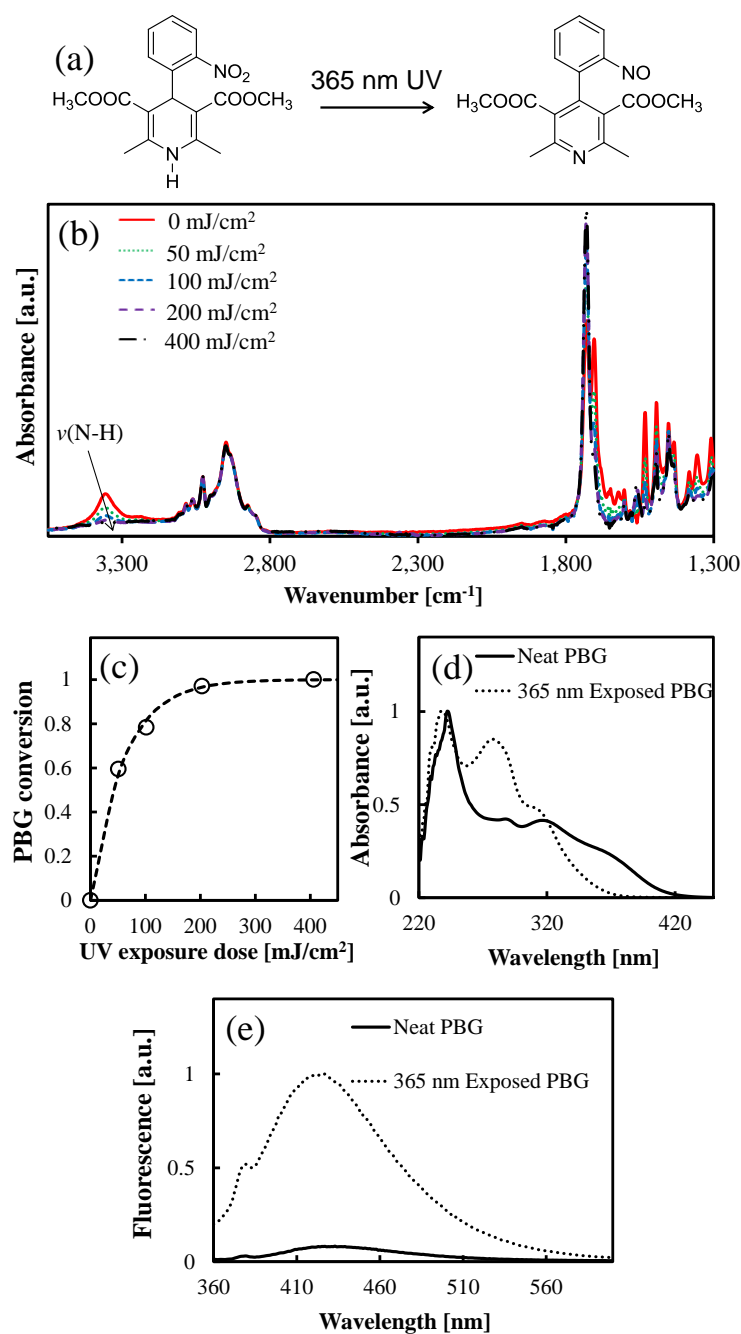 (a)
NO₂
H₃COOC
COOCH₃
N
H
365 nm UV
NO
H₃COOC
COOCH₃
N
(b)
0 mJ/cm²
50 mJ/cm²
100 mJ/cm²
200 mJ/cm²
400 mJ/cm²
ν(N-H)
Absorbance [a.u.]
3,300 2,800 2,300 1,800 1,300
Wavenumber [cm⁻¹]
(c)
PBG conversion
1
0.8
0.6
0.4
0.2
0
0 100 200 300 400
UV exposure dose [mJ/cm²]
(d)
Neat PBG
365 nm Exposed PBG
Absorbance [a.u.]
1
0.5
0
220 320 420
Wavelength [nm]
(e)
Neat PBG
365 nm Exposed PBG
Fluorescence [a.u.]
1
0.5
0
360 410 460 510 560
Wavelength [nm]